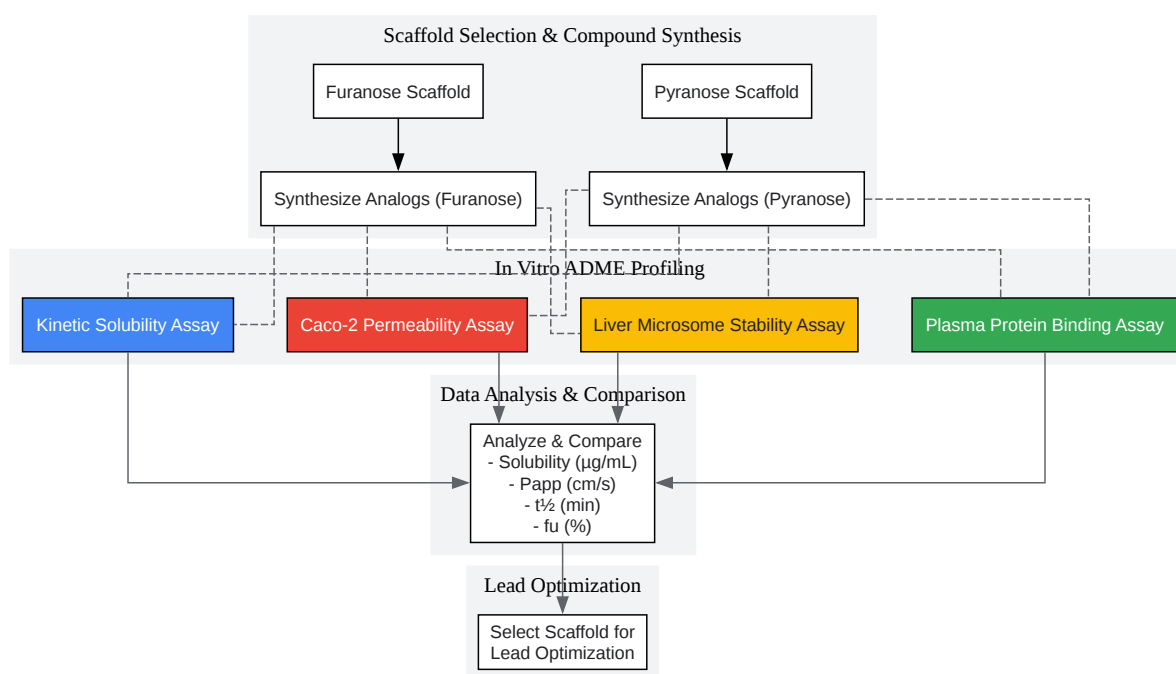 Scaffold Selection & Compound Synthesis
Furanose Scaffold
Pyranose Scaffold
Synthesize Analogs (Furanose)
Synthesize Analogs (Pyranose)
In Vitro ADME Profiling
Kinetic Solubility Assay
Caco-2 Permeability Assay
Liver Microsome Stability Assay
Plasma Protein Binding Assay
Data Analysis & Comparison
Analyze & Compare
- Solubility (µg/mL)
- Papp (cm/s)
- t½ (min)
- fu (%)
Lead Optimization
Select Scaffold for
Lead Optimization